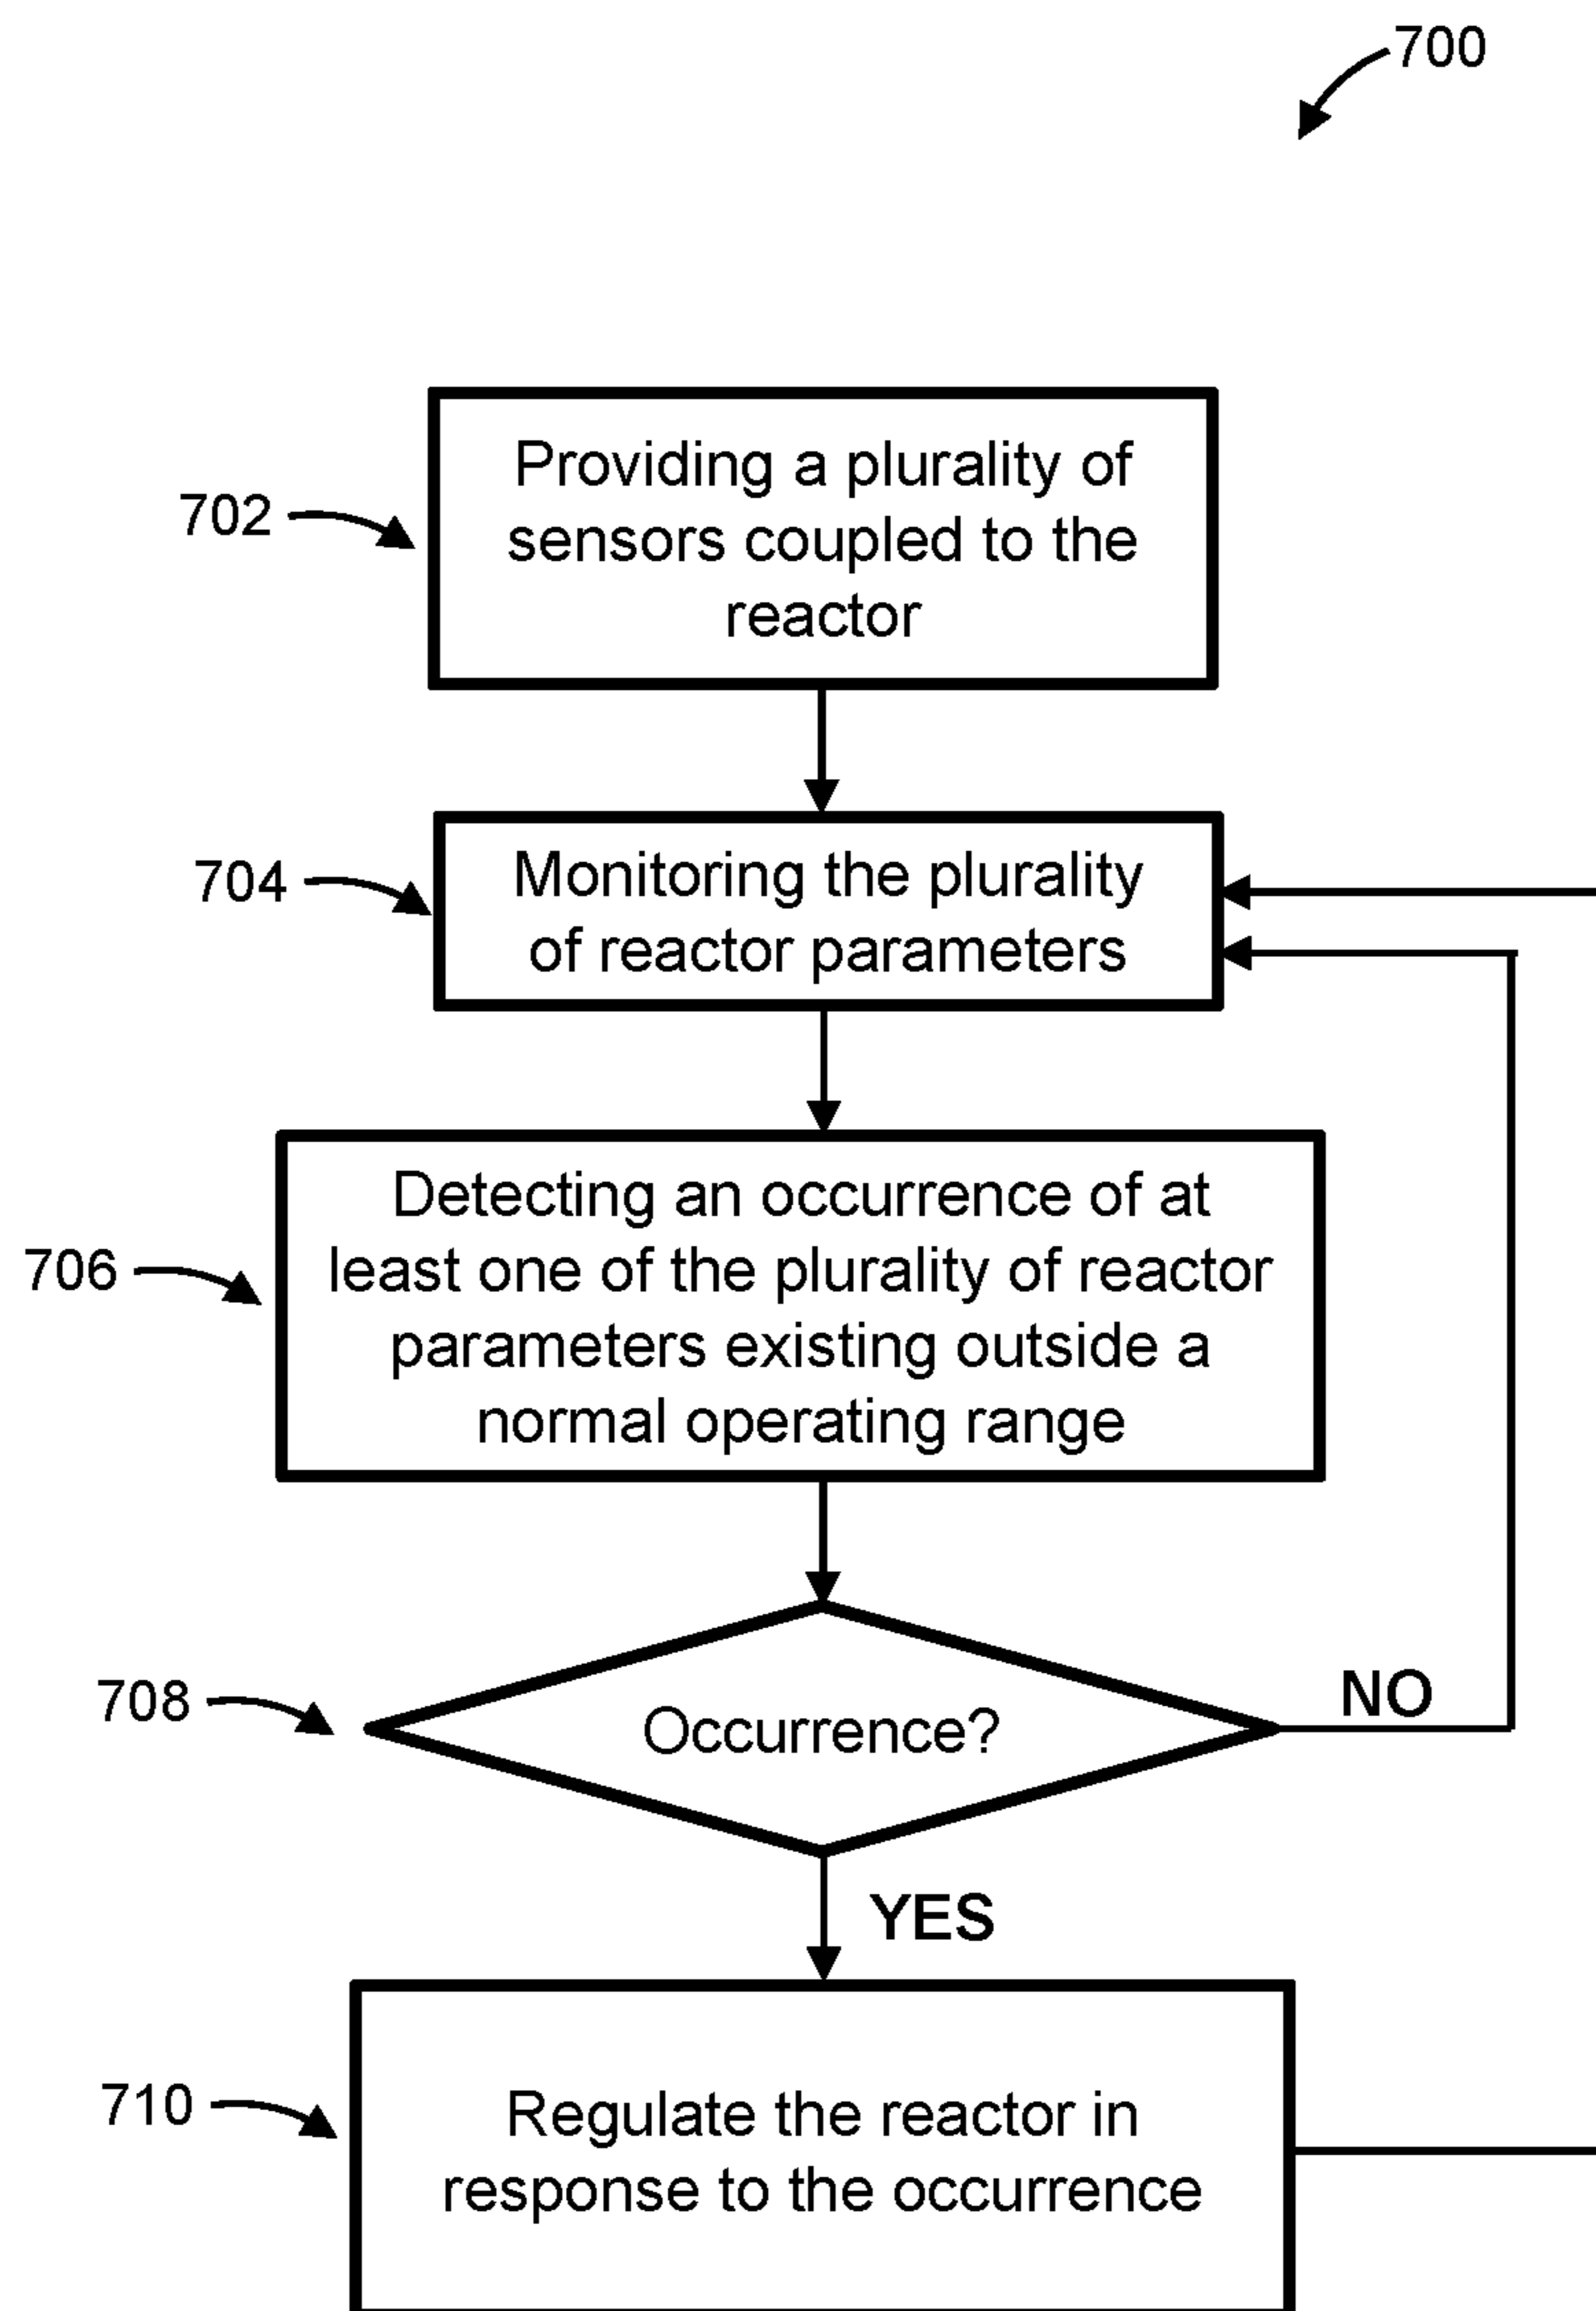 700
702
Providing a plurality of
sensors coupled to the
reactor
704
Monitoring the plurality
of reactor parameters
706
Detecting an occurrence of at
least one of the plurality of reactor
parameters existing outside a
normal operating range
708
Occurrence?
NO
YES
710
Regulate the reactor in
response to the occurrence